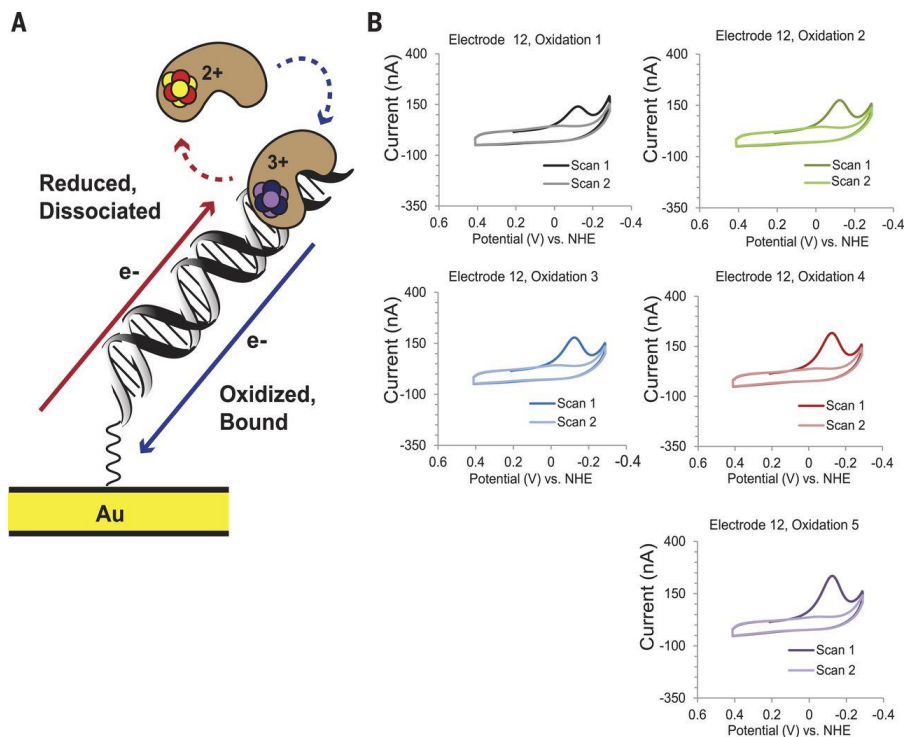 A
2+
3+
Reduced,
Dissociated
e-
e-
Oxidized,
Bound
Au
B
Electrode 12, Oxidation 1
Current (nA)
400
150
-100
-350
0.6 0.4 0.2 0 -0.2 -0.4
Potential (V) vs. NHE
Scan 1
Scan 2
Electrode 12, Oxidation 2
Current (nA)
400
150
-100
-350
0.6 0.4 0.2 0 -0.2 -0.4
Potential (V) vs. NHE
Scan 1
Scan 2
Electrode 12, Oxidation 3
Current (nA)
400
150
-100
-350
0.6 0.4 0.2 0 -0.2 -0.4
Potential (V) vs. NHE
Scan 1
Scan 2
Electrode 12, Oxidation 4
Current (nA)
400
150
-100
-350
0.6 0.4 0.2 0 -0.2 -0.4
Potential (V) vs. NHE
Scan 1
Scan 2
Electrode 12, Oxidation 5
Current (nA)
400
150
-100
-350
0.6 0.4 0.2 0 -0.2 -0.4
Potential (V) vs. NHE
Scan 1
Scan 2